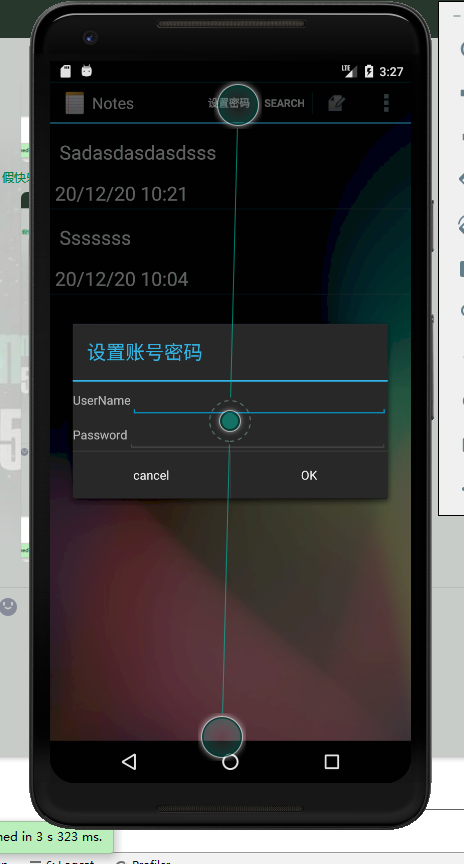 LTE 3:27
Notes 设置密码 SEARCH
Sadasdasdasdsss
20/12/20 10:21
Sssssss
20/12/20 10:04
设置账号密码
UserName
Password
cancel OK
ned in 3 s 323 ms.
6: Logcat Profiler